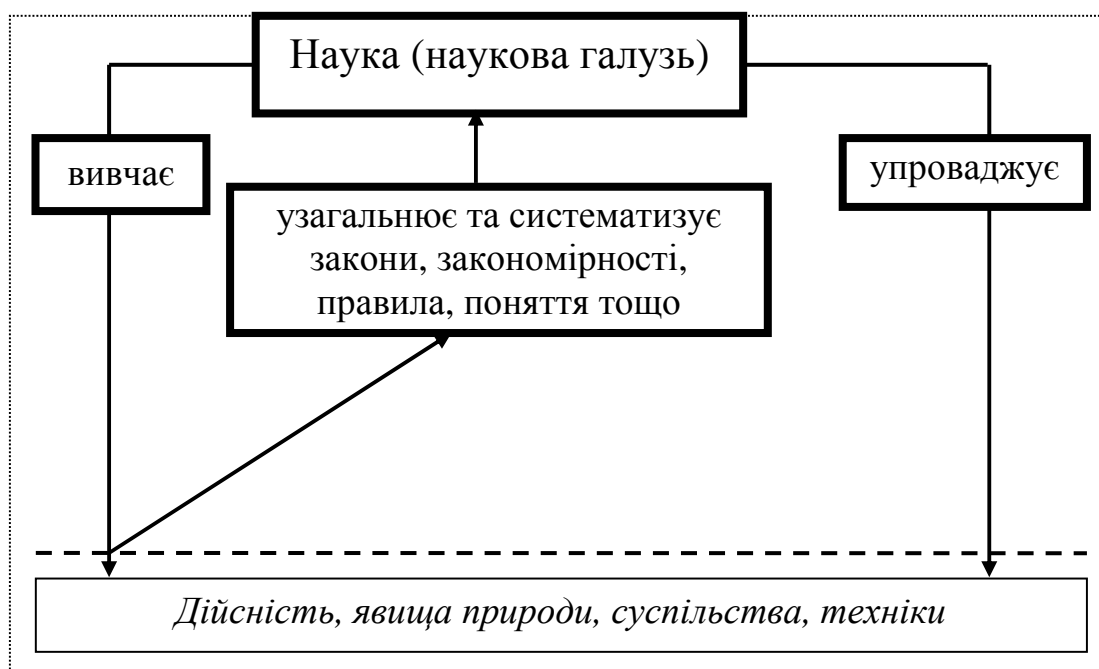 Наука (наукова галузь)
вивчає
упроваджує
узагальнює та систематизує
закони, закономірності,
правила, поняття тощо
Дійсність, явища природи, суспільства, техніки